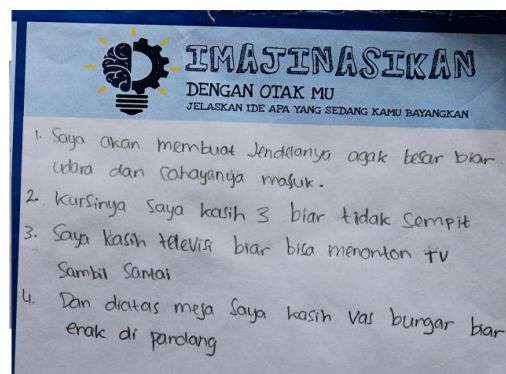 IMAJINASIKAN
DENGAN OTAK MU
JELASKAN IDE APA YANG SEDANG KAMU BAYANGKAN
1. Saya akan membuat Jendelanya agak besar biar
udara dan cahayanya masuk.
2. Kursinya saya kasih 3 biar tidak sempit
3. Saya kasih televisi biar bisa menonton TV
Sambil Santai
4. Dan diatas meja saya kasih vas bungar biar
enak di pandang